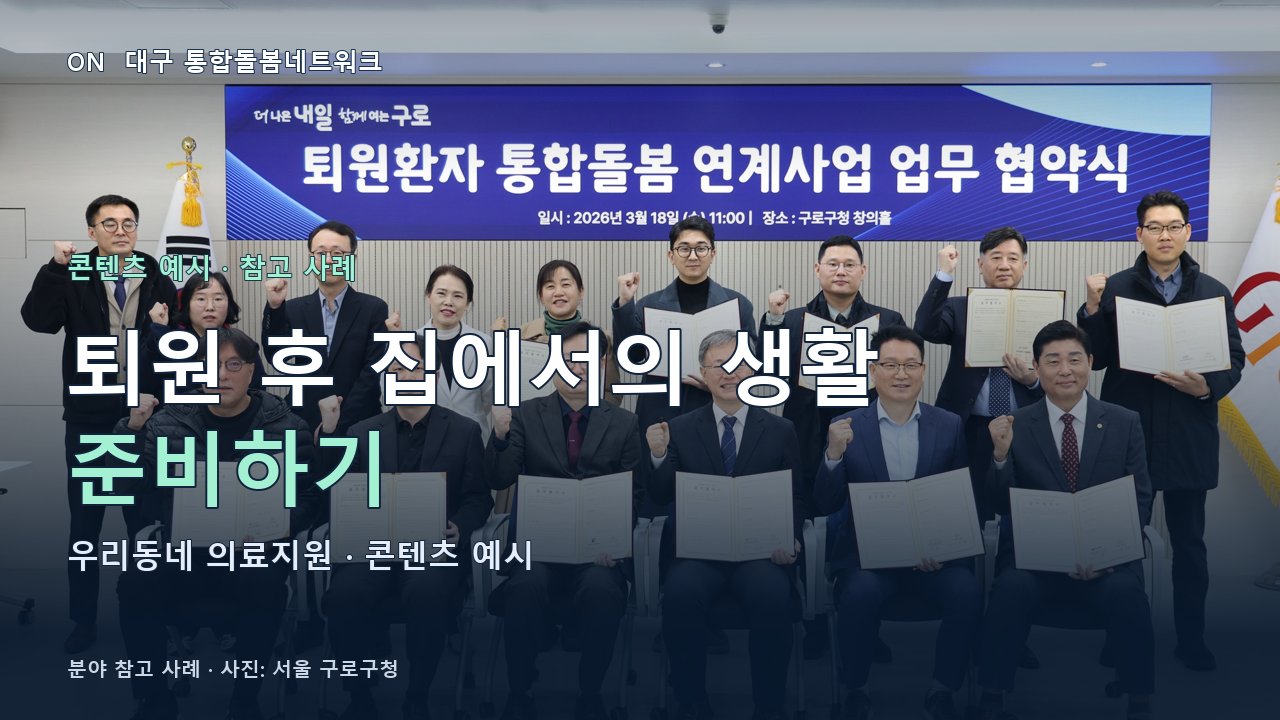 ON 대구 통합돌봄네트워크
더 나은 내일 함께 여는 구로
퇴원환자 통합돌봄 연계사업 업무 협약식
일시 : 2026년 3월 18일 (수) 11:00 | 장소 : 구로구청 창의홀
콘텐츠 예시 · 참고 사례
퇴원 후 집에서의 생활
준비하기
우리동네 의료지원 · 콘텐츠 예시
분야 참고 사례 · 사진: 서울 구로구청